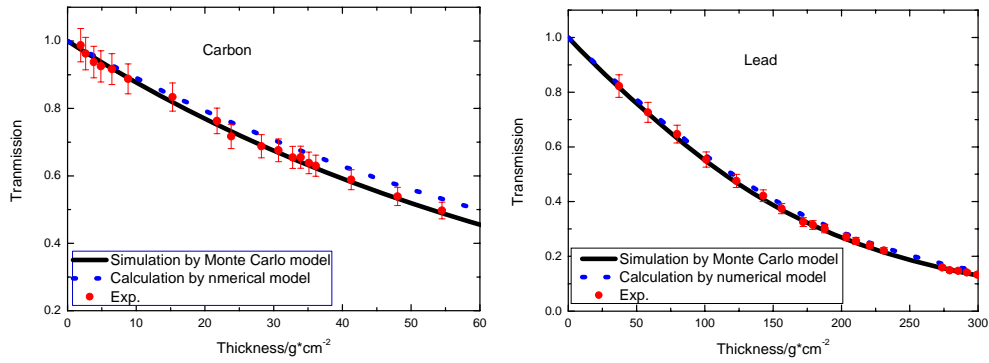 Carbon
Tranmission
1.0
0.8
0.6
0.4
0.2
Simulation by Monte Carlo model
Calculation by nmerical model
Exp.
0 10 20 30 40 50 60
Thickness/g*cm-2
Lead
Transmission
1.0
0.8
0.6
0.4
0.2
0.0
Simulation by Monte Carlo model
Calculation by numerical model
Exp.
0 50 100 150 200 250 300
Thickness/g*cm-2